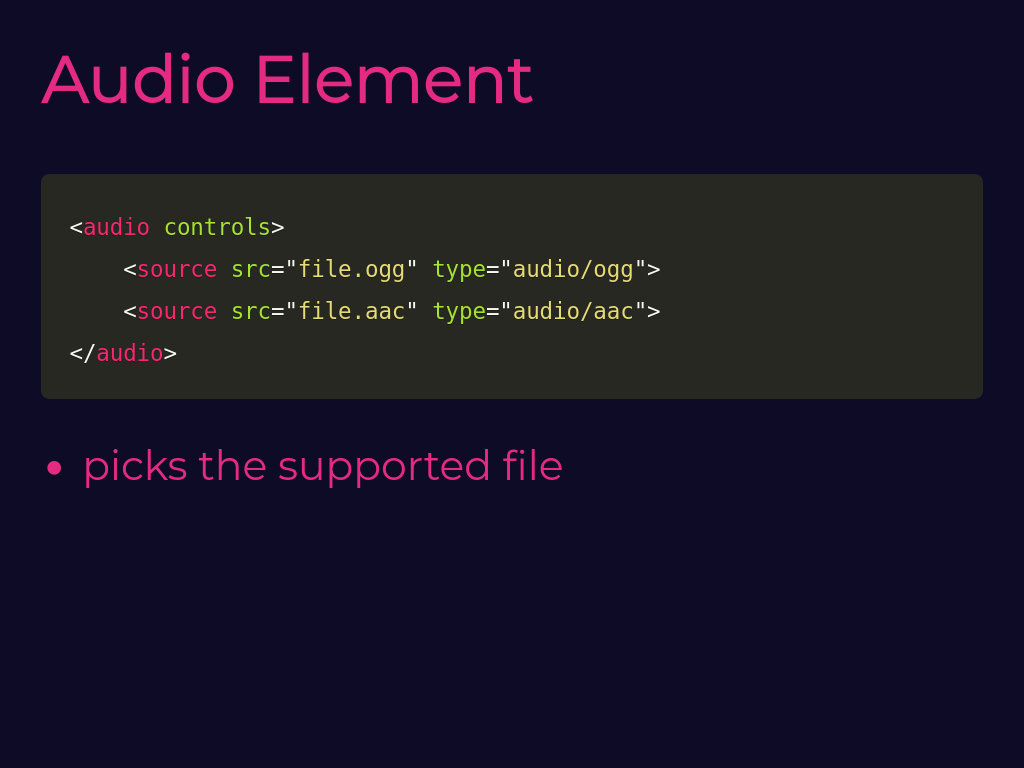 Audio Element
<audio controls>
    <source src="file.ogg" type="audio/ogg">
    <source src="file.aac" type="audio/aac">
</audio>
• picks the supported file